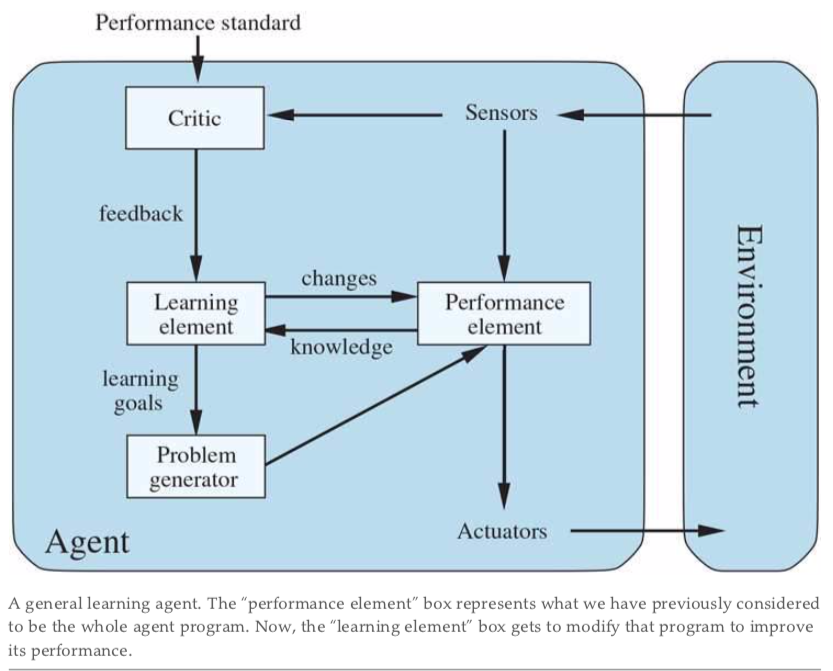 Performance standard
Critic
Sensors
feedback
changes
Learning
element
Performance
element
knowledge
learning
goals
Problem
generator
Agent
Actuators
Environment
A general learning agent. The “performance element” box represents what we have previously considered
to be the whole agent program. Now, the “learning element” box gets to modify that program to improve
its performance.